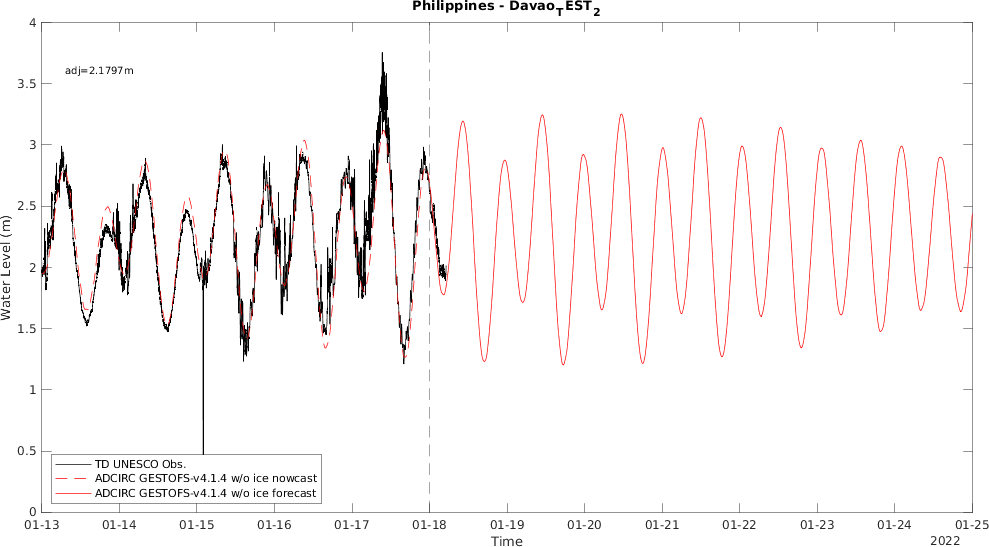 Philippines - Davao_TEST_2
adj=2.1797m
4
3.5
3
2.5
2
1.5
1
0.5
0
Water Level (m)
TD UNESCO Obs.
ADCIRC GESTOFS-v4.1.4 w/o ice nowcast
ADCIRC GESTOFS-v4.1.4 w/o ice forecast
01-13 01-14 01-15 01-16 01-17 01-18 01-19 01-20 01-21 01-22 01-23 01-24 01-25
Time
2022